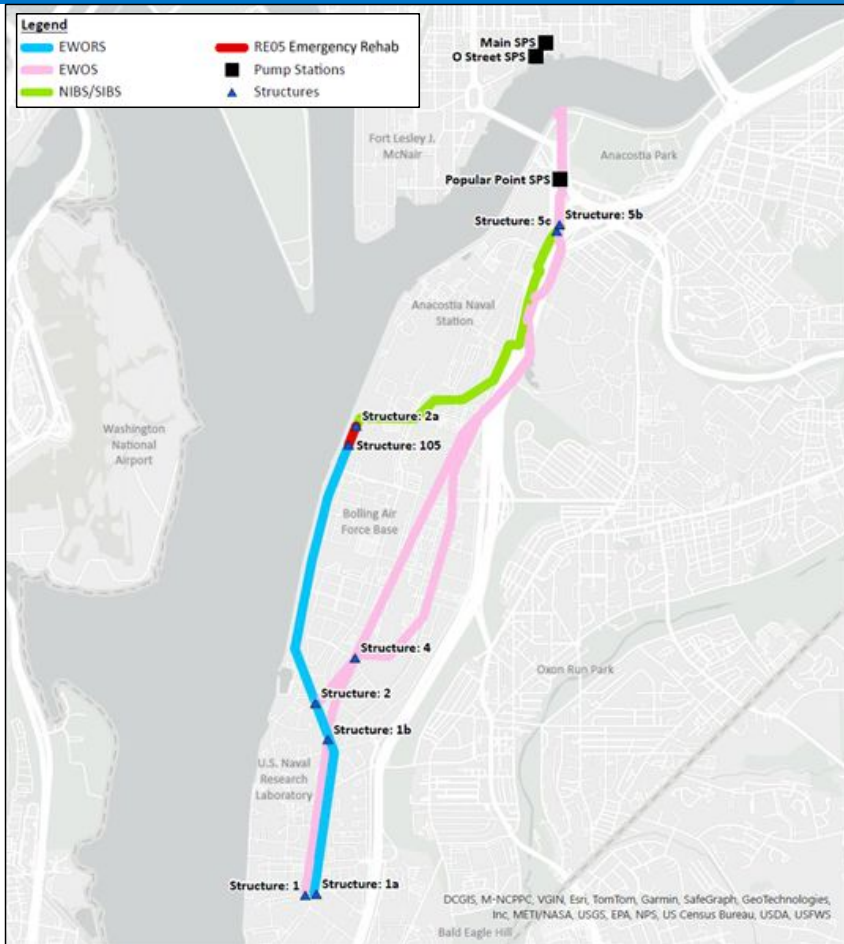 Legend
EWORS
RE05 Emergency Rehab
EWOS
Pump Stations
NIBS/SIBS
Structures
Main SPS
O Street SPS
Fort Lesley J.
McNair
Anacostia Park
Popular Point SPS
Structure: 5c
Structure: 5b
Anacostia Naval
Station
Structure: 2a
Washington
National
Airport
Structure: 105
Bolling Air
Force Base
Structure: 4
Oxon Run Park
Structure: 2
Structure: 1b
U.S. Naval
Research
Laboratory
Structure: 1
Structure: 1a
DCGIS, M-NCPPC, VGIN, Esri, TomTom, Garmin, SafeGraph, GeoTechnologies,
Inc, METI/NASA, USGS, EPA, NPS, US Census Bureau, USDA, USFWS
Bald Eagle Hill